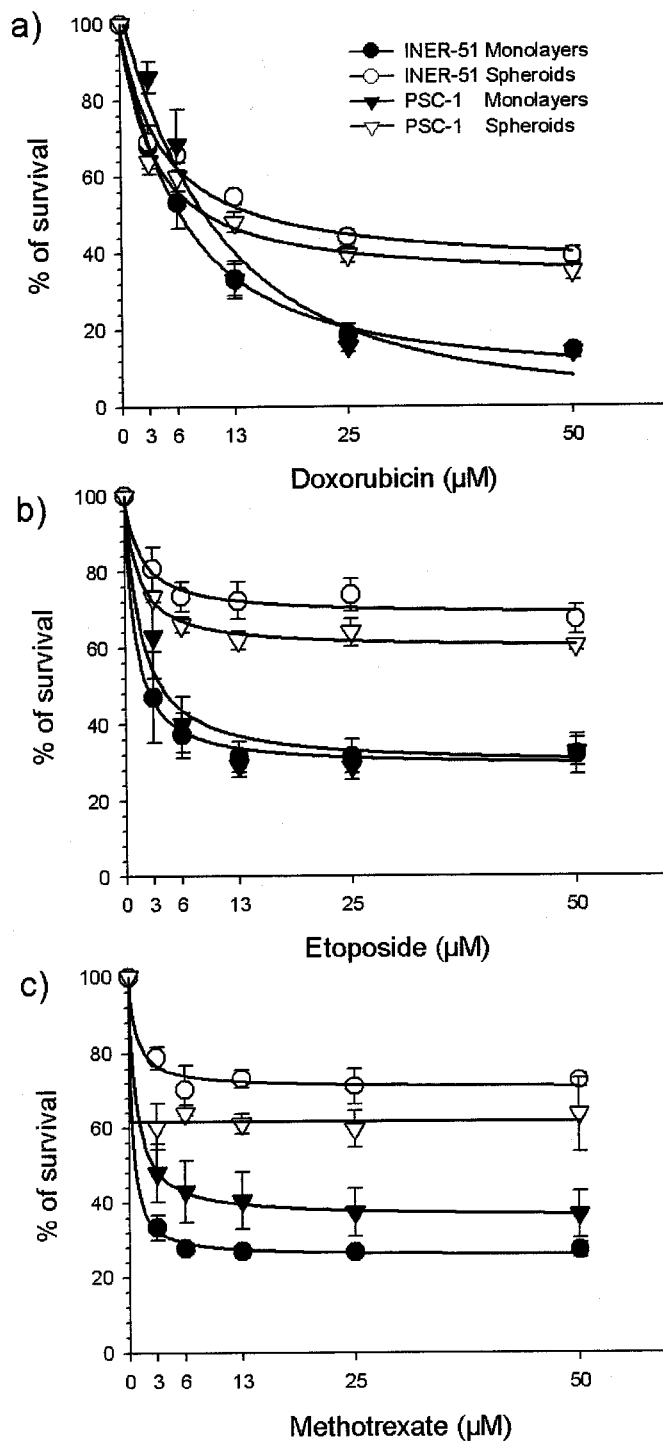 a)
INER-51 Monolayers
INER-51 Spheroids
PSC-1 Monolayers
PSC-1 Spheroids
% of survival
100
80
60
40
20
0
0 3 6 13 25 50
Doxorubicin (µM)
b)
% of survival
100
80
60
40
20
0
0 3 6 13 25 50
Etoposide (µM)
c)
% of survival
100
80
60
40
20
0
0 3 6 13 25 50
Methotrexate (µM)